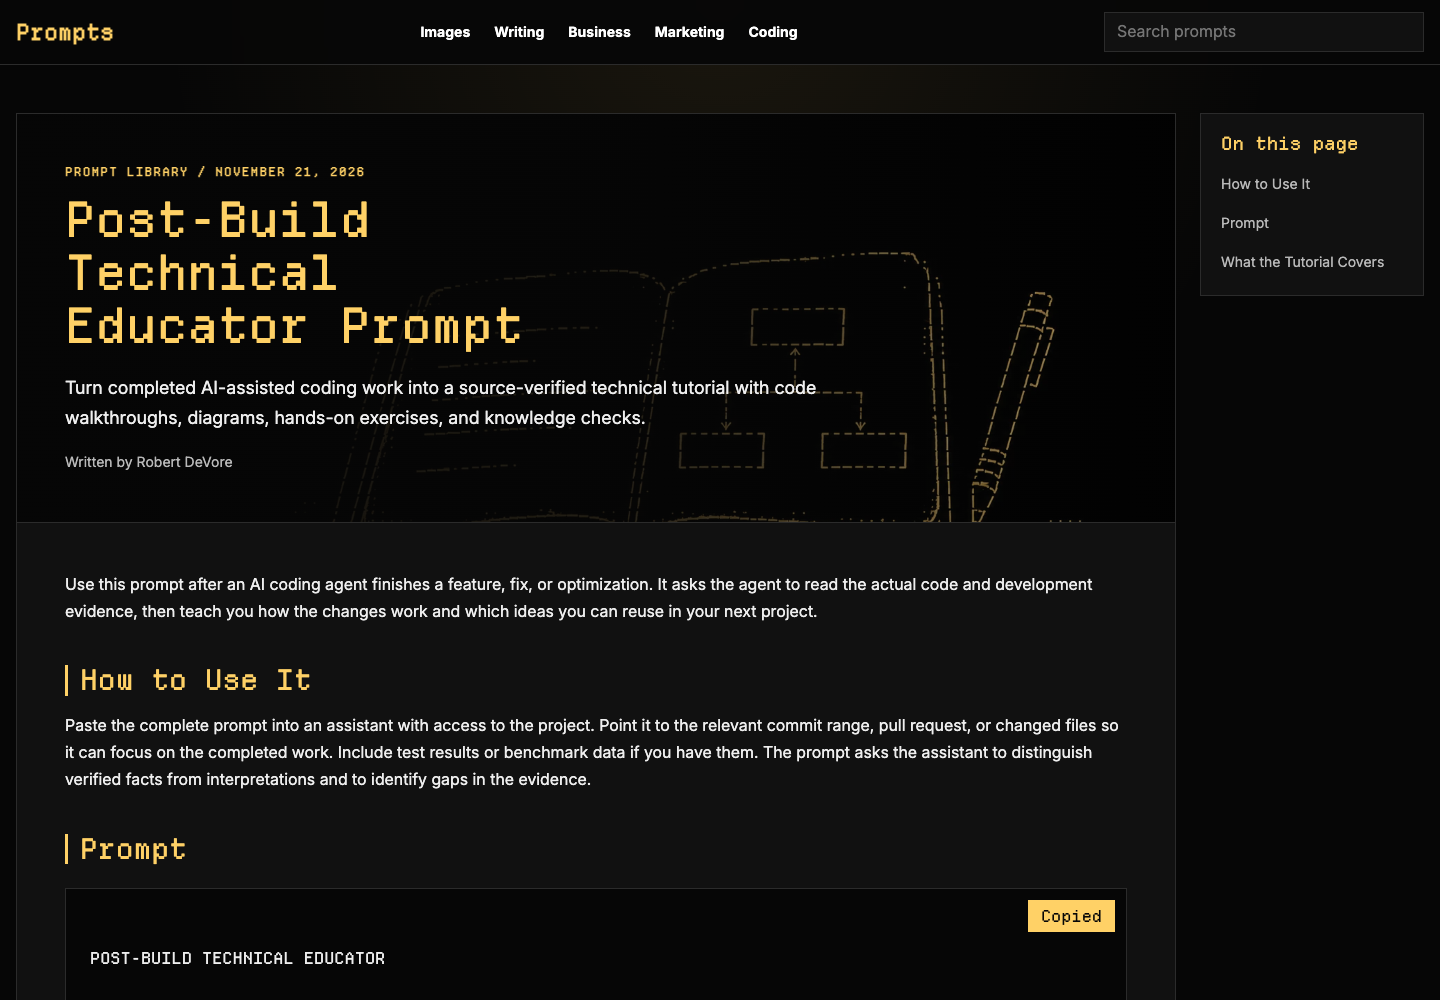 Prompts
Images
Writing
Business
Marketing
Coding
Search prompts
PROMPT LIBRARY / NOVEMBER 21, 2026
Post-Build
Technical
Educator Prompt
Turn completed AI-assisted coding work into a source-verified technical tutorial with code
walkthroughs, diagrams, hands-on exercises, and knowledge checks.
Written by Robert DeVore
On this page
How to Use It
Prompt
What the Tutorial Covers
Use this prompt after an AI coding agent finishes a feature, fix, or optimization. It asks the agent to read the actual code and development
evidence, then teach you how the changes work and which ideas you can reuse in your next project.
How to Use It
Paste the complete prompt into an assistant with access to the project. Point it to the relevant commit range, pull request, or changed files so
it can focus on the completed work. Include test results or benchmark data if you have them. The prompt asks the assistant to distinguish
verified facts from interpretations and to identify gaps in the evidence.
Prompt
Copied
POST-BUILD TECHNICAL EDUCATOR